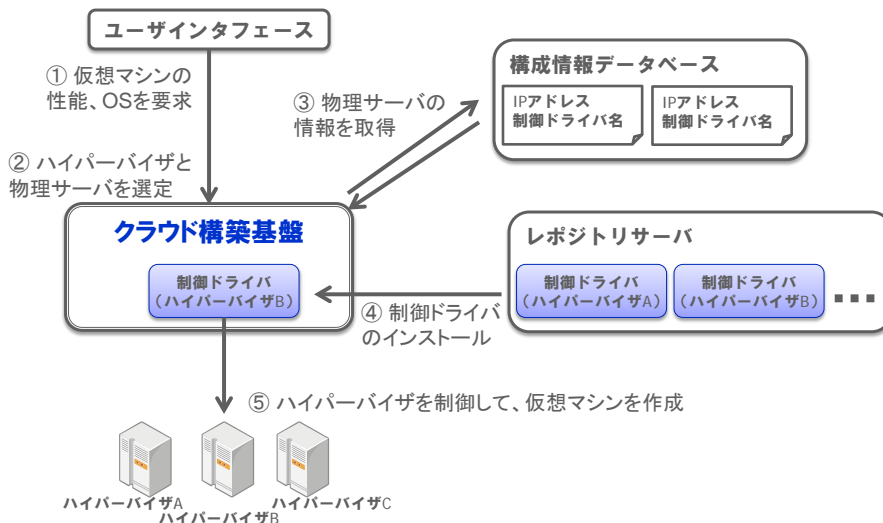 ユーザインタフェース
① 仮想マシンの
性能、OSを要求
② ハイパーバイザと
物理サーバを選定
③ 物理サーバの
情報を取得
構成情報データベース
IPアドレス
制御ドライバ名
IPアドレス
制御ドライバ名
クラウド構築基盤
制御ドライバ
（ハイパーバイザB）
④ 制御ドライバ
のインストール
レポジトリサーバ
制御ドライバ
（ハイパーバイザA）
制御ドライバ
（ハイパーバイザB）
⑤ ハイパーバイザを制御して、仮想マシンを作成
ハイパーバイザA
ハイパーバイザB
ハイパーバイザC